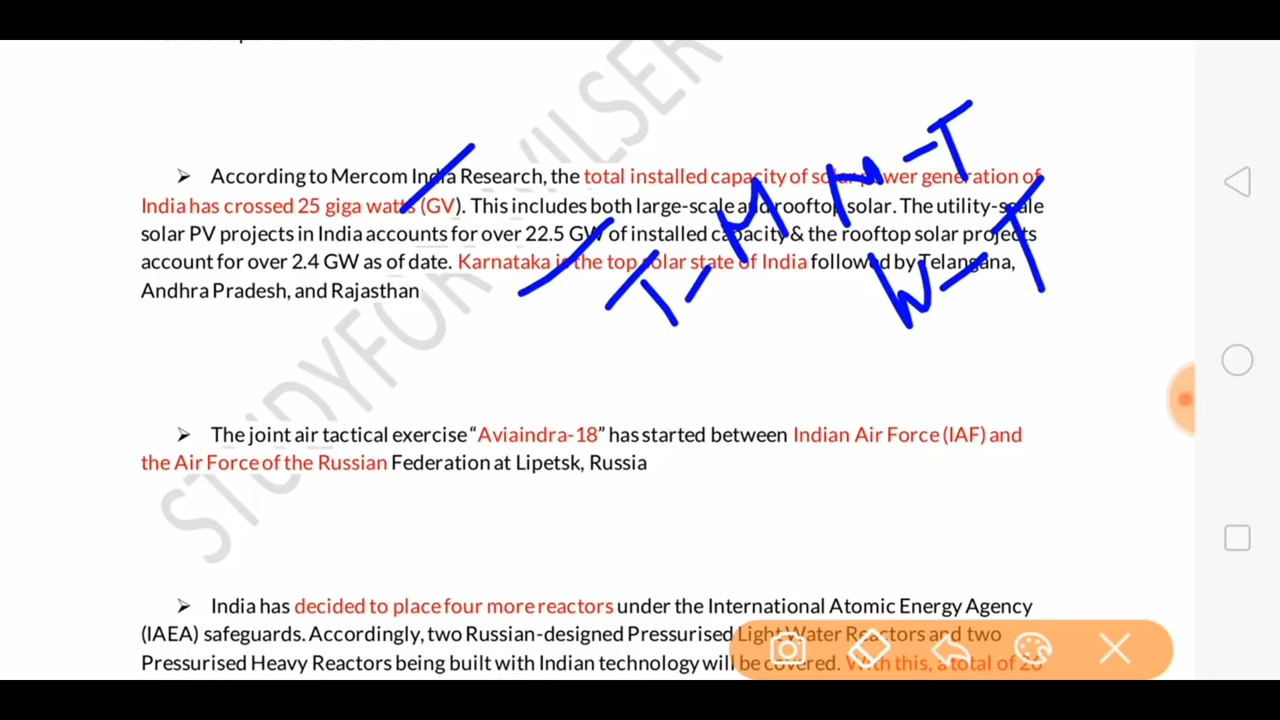 ➢ According to Mercom India Research, the total installed capacity of solar power generation of
India has crossed 25 giga watts (GV). This includes both large-scale and rooftop solar. The utility-scale
solar PV projects in India accounts for over 22.5 GW of installed capacity & the rooftop solar projects
account for over 2.4 GW as of date. Karnataka is the top solar state of India followed by Telangana,
Andhra Pradesh, and Rajasthan
T-M
N-T
W-T
➢ The joint air tactical exercise “Aviaindra-18” has started between Indian Air Force (IAF) and
the Air Force of the Russian Federation at Lipetsk, Russia
➢ India has decided to place four more reactors under the International Atomic Energy Agency
(IAEA) safeguards. Accordingly, two Russian-designed Pressurised Light Water Reactors and two
Pressurised Heavy Reactors being built with Indian technology will be covered. With this, a total of 26